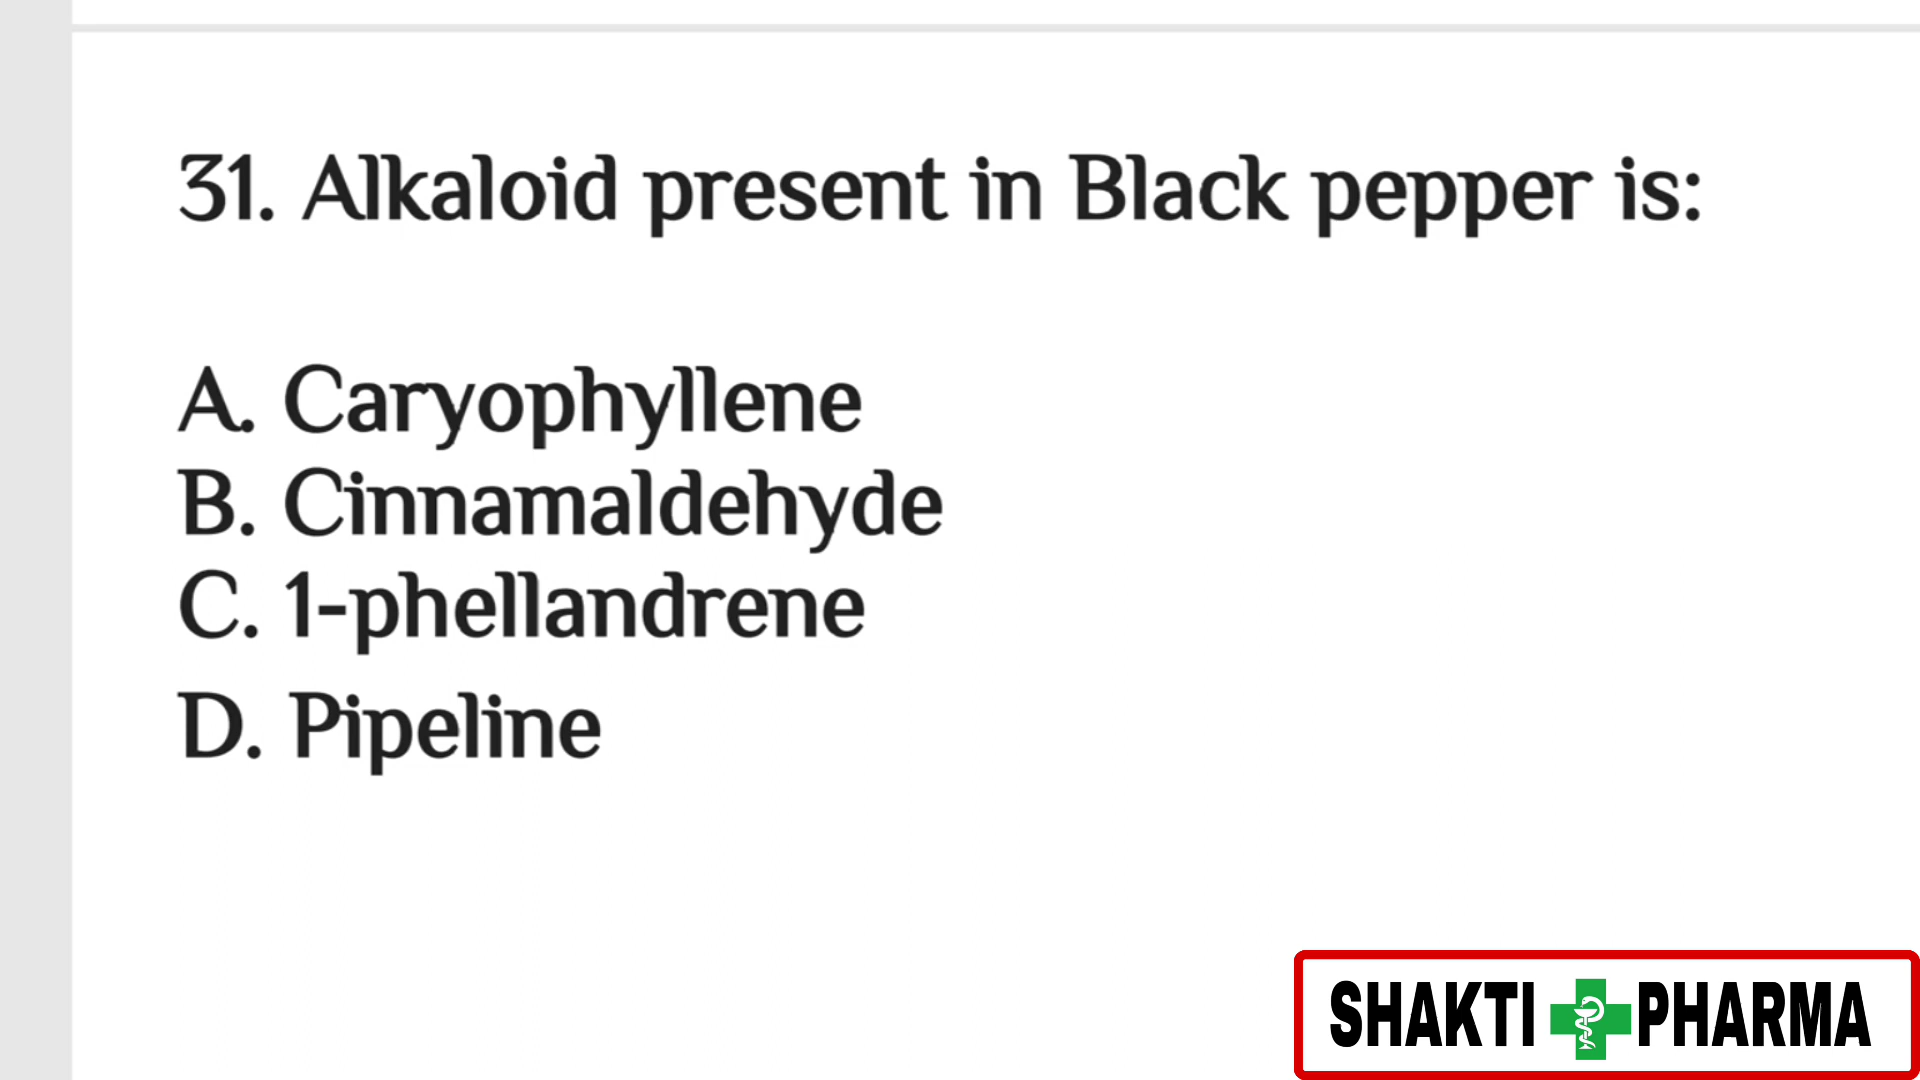 31. Alkaloid present in Black pepper is:
A. Caryophyllene
B. Cinnamaldehyde
C. 1-phellandrene
D. Pipeline
SHAKTI PHARMA